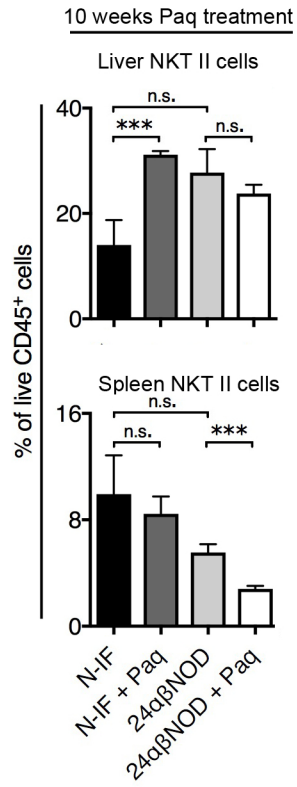 10 weeks Paq treatment
Liver NKT II cells
n.s.
*** n.s.
40
20
0
% of live CD45+ cells
Spleen NKT II cells
n.s.
n.s. ***
16
8
0
N-IF
N-IF + Paq
24αβNOD
24αβNOD + Paq